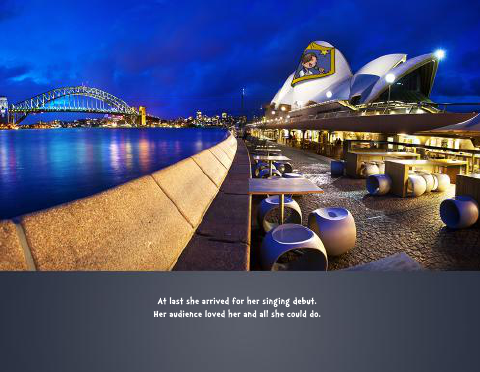 At last she arrived for her singing debut.
Her audience loved her and all she could do.